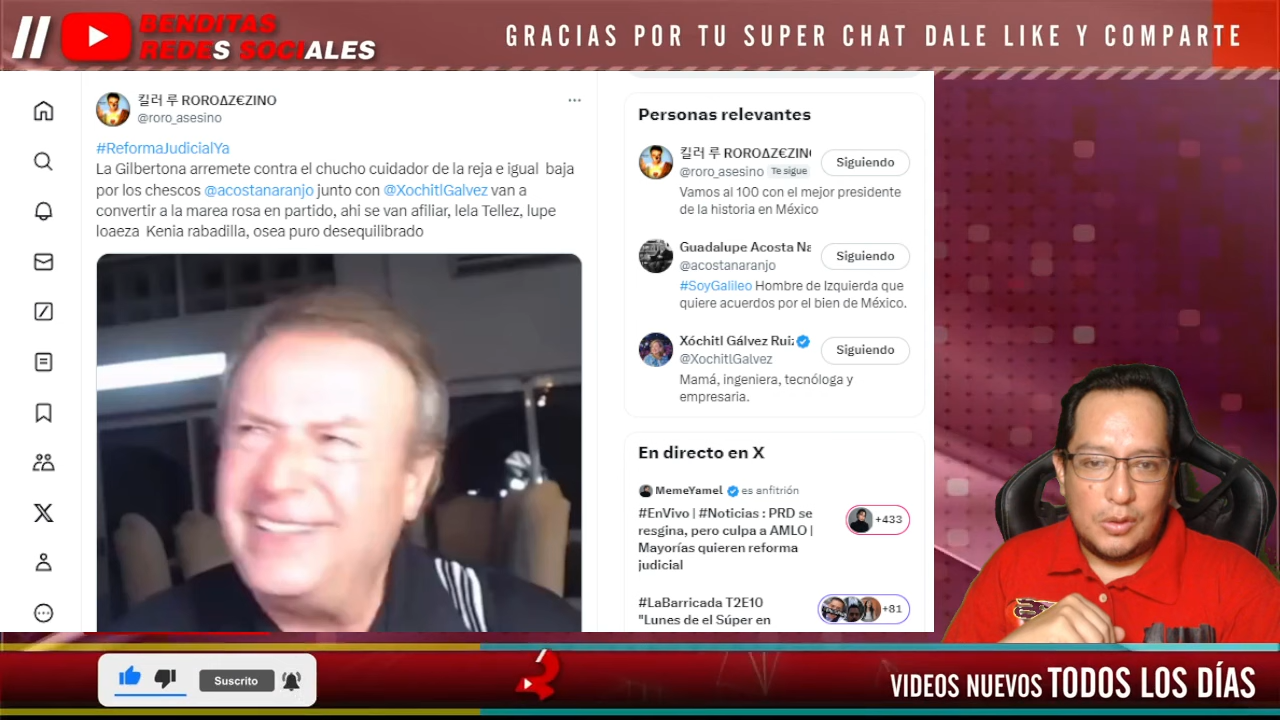 BENDITAS
REDES SOCIALES
GRACIAS POR TU SUPER CHAT DALE LIKE Y COMPARTE
킬러 루 RORO∆Z€ZINO
@roro_asesino
#ReformaJudicialYa
La Gilbertona arremete contra el chucho cuidador de la reja e igual baja
por los chescos @acostanaranjo junto con @XochitlGalvez van a
convertir a la marea rosa en partido, ahi se van afiliar, lela Tellez, lupe
loaeza Kenia rabadilla, osea puro desequilibrado
Personas relevantes
킬러 루 RORO∆Z€ZIN
@roro_asesino Te sigue
Siguiendo
Vamos al 100 con el mejor presidente
de la historia en México
Guadalupe Acosta Na
@acostanaranjo
Siguiendo
#SoyGalileo Hombre de Izquierda que
quiere acuerdos por el bien de México.
Xóchitl Gálvez Ruiz
@XochitlGalvez
Siguiendo
Mamá, ingeniera, tecnóloga y
empresaria.
En directo en X
MemeYamel es anfitrión
#EnVivo | #Noticias : PRD se
resgina, pero culpa a AMLO |
Mayorías quieren reforma
judicial
+433
#LaBarricada T2E10
"Lunes de el Súper en
+81
Suscrito
VIDEOS NUEVOS TODOS LOS DÍAS